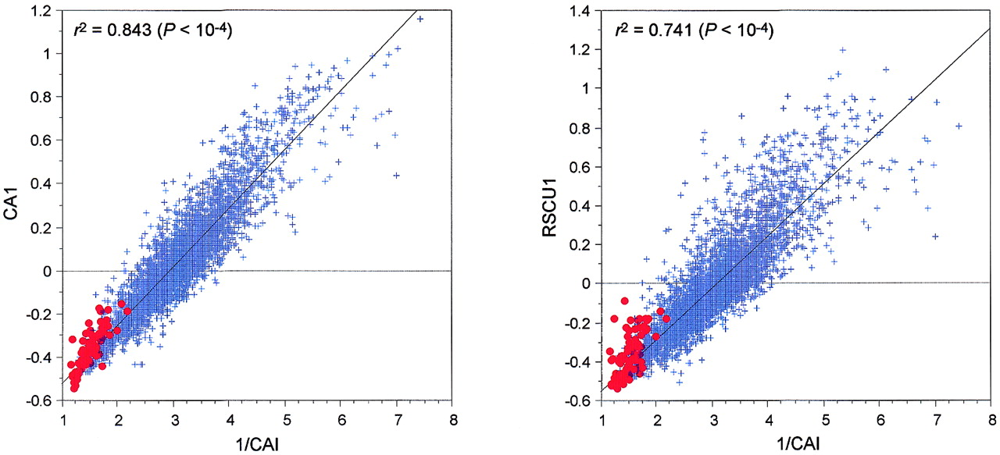 r² = 0.843 (P < 10-4)
1.2
1
0.8
0.6
0.4
0.2
0
-0.2
-0.4
-0.6
CA1
1 2 3 4 5 6 7 8
1/CAI
r² = 0.741 (P < 10-4)
1.4
1.2
1
0.8
0.6
0.4
0.2
0
-0.2
-0.4
-0.6
RSCU1
1 2 3 4 5 6 7 8
1/CAI